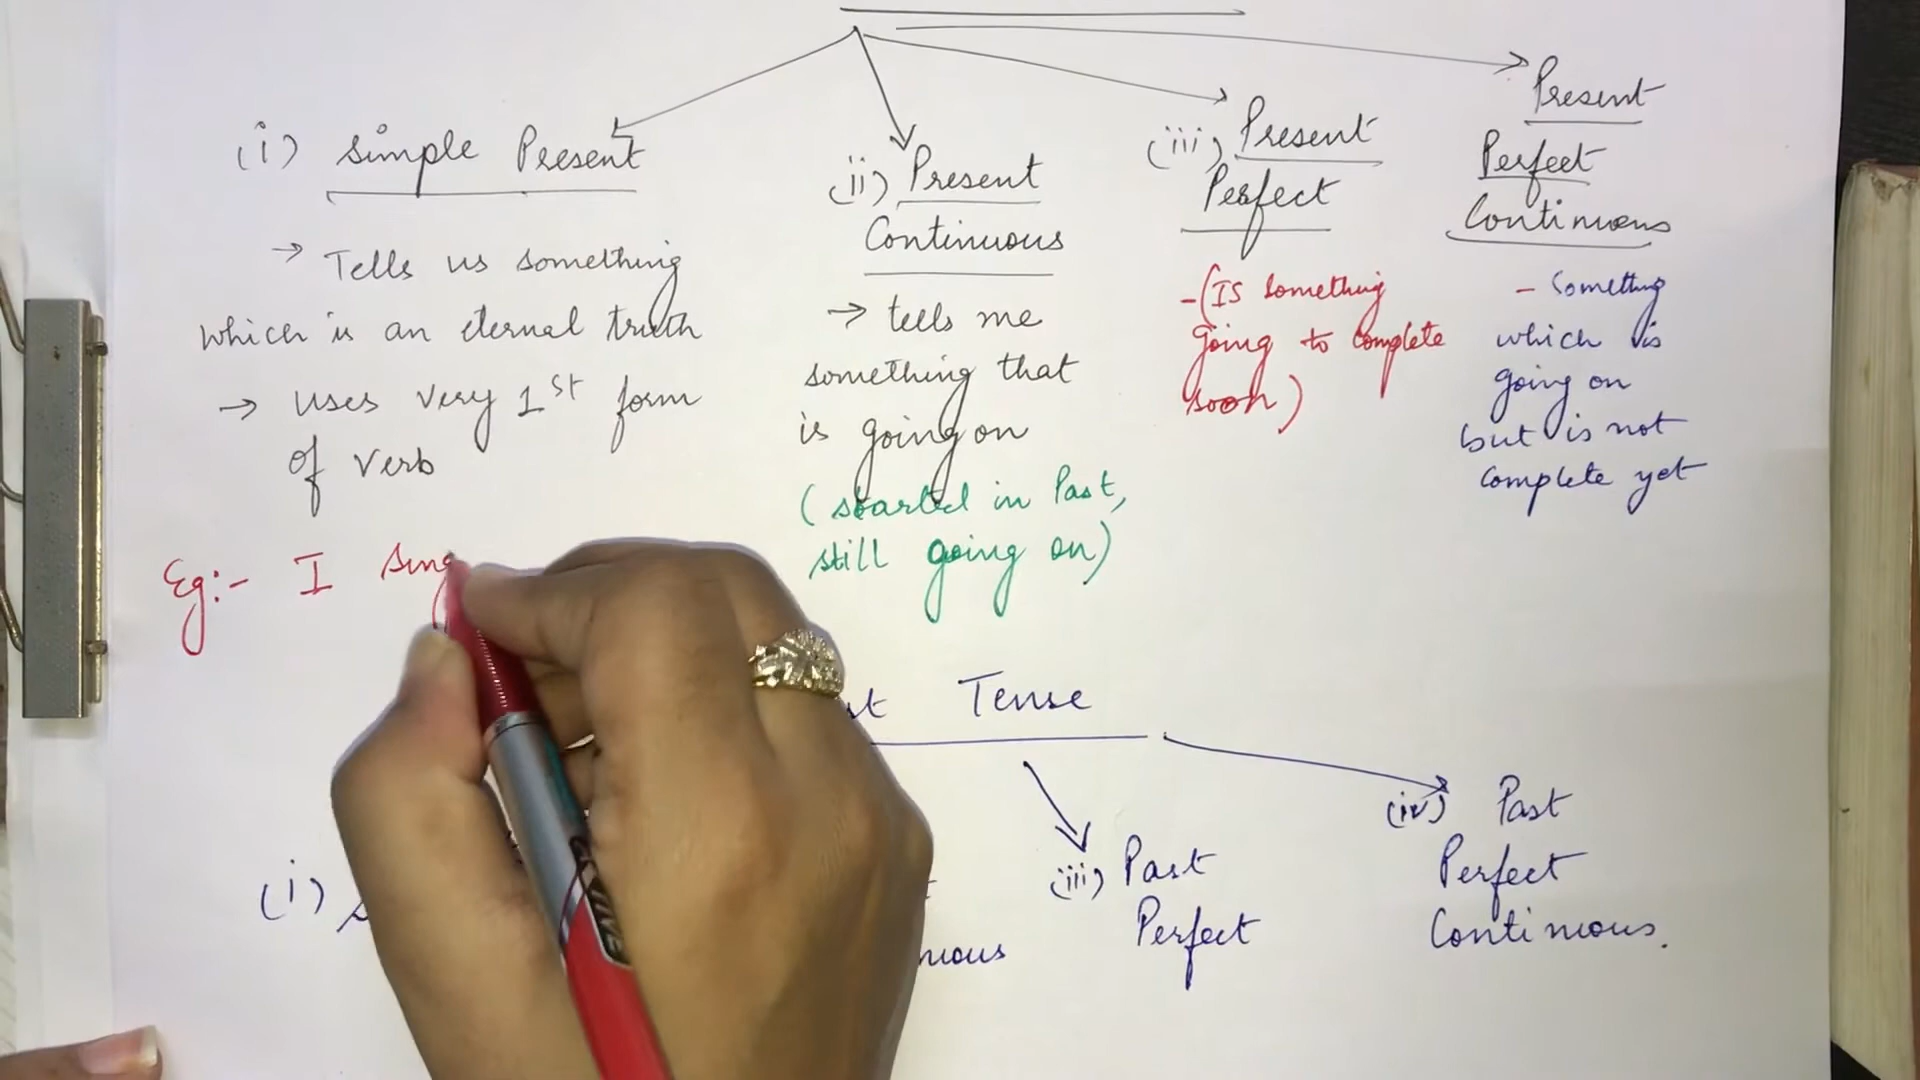 (i) Simple Present
→ Tells us something
which is an eternal truth
→ uses very 1st form
of verb
Eg:- I sing
(ii) Present
Continuous
→ tells me
something that
is going on
(started in Past,
still going on)
(iii) Present
Perfect
- (Is something
going to complete
soon)
Present
Perfect
Continuous
- Something
which is
going on
but is not
complete yet
Tense
(i)
(iii) Past
Perfect
(iv) Past
Perfect
Continuous.